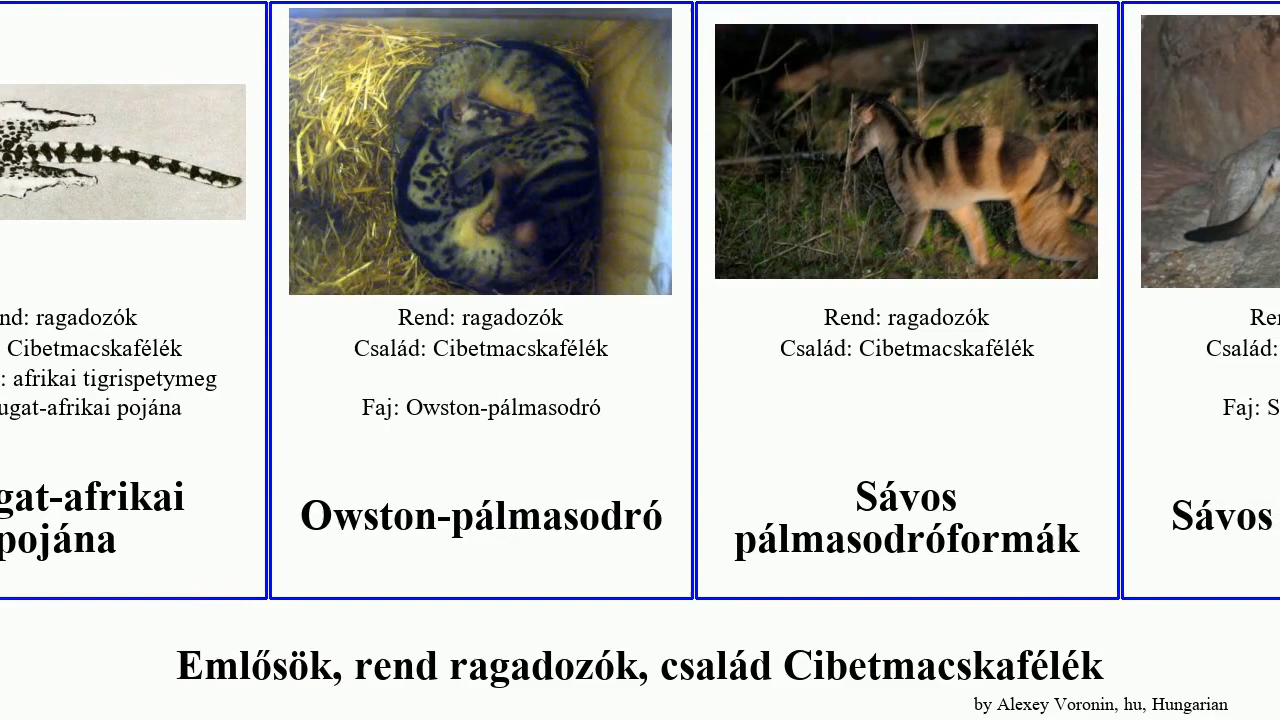 nd: ragadozók
Cibetmacskafélék
: afrikai tigrispetymeg
ugat-afrikai pojána
gat-afrikai
pojána
Rend: ragadozók
Család: Cibetmacskafélék
Faj: Owston-pálmasodró
Owston-pálmasodró
Rend: ragadozók
Család: Cibetmacskafélék
Sávos
pálmasodróformák
Ren
Család:
Faj: S
Sávos
Emlősök, rend ragadozók, család Cibetmacskafélék
by Alexey Voronin, hu, Hungarian